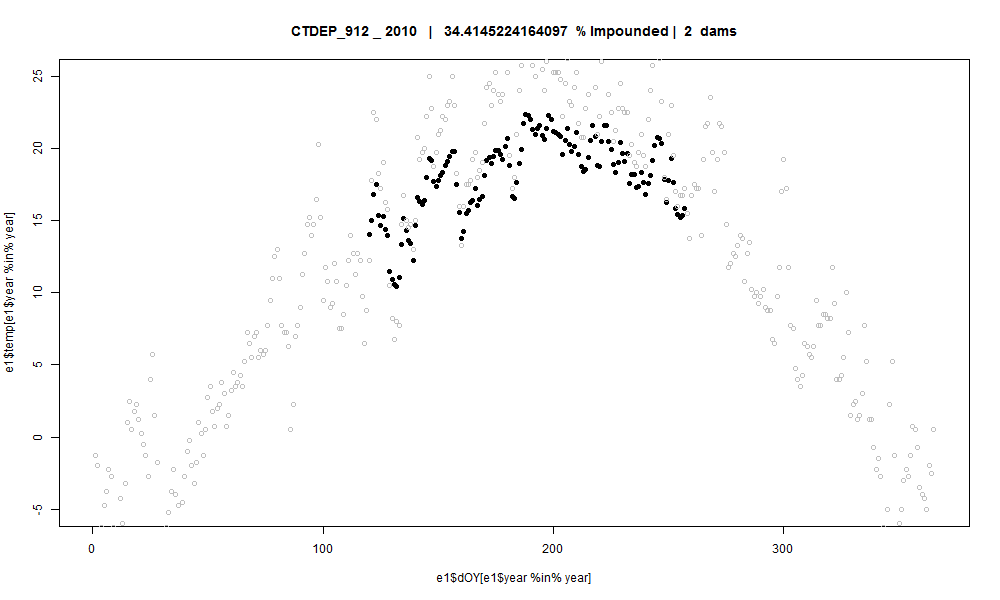 CTDEP_912 _ 2010 | 34.4145224164097 % Impounded | 2 dams
e1$temp[e1$year %in% year]
25
20
15
10
5
0
-5
0 100 200 300
e1$dOY[e1$year %in% year]